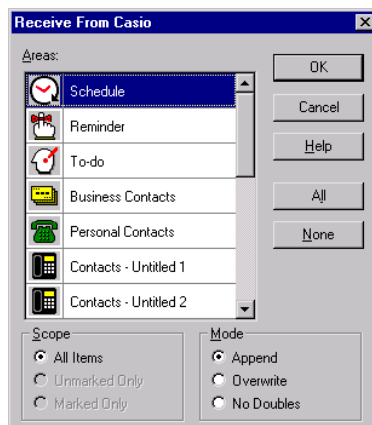 Receive From Casio
Areas:
Schedule
Reminder
To-do
Business Contacts
Personal Contacts
Contacts - Untitled 1
Contacts - Untitled 2
OK
Cancel
Help
All
None
Scope
All Items
Unmarked Only
Marked Only
Mode
Append
Overwrite
No Doubles